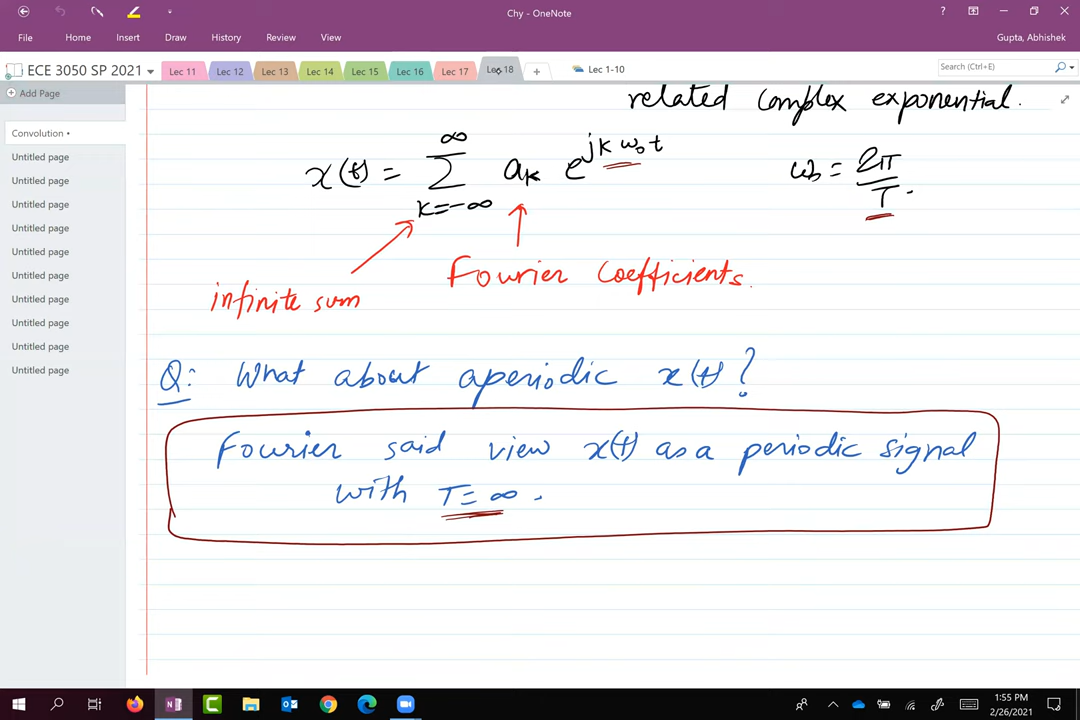 Chy - OneNote
File Home Insert Draw History Review View
Gupta, Abhishek
ECE 3050 SP 2021
Lec 11 Lec 12 Lec 13 Lec 14 Lec 15 Lec 16 Lec 17 Lec 18 Lec 1-10
Search (Ctrl+E)
Add Page
Convolution
Untitled page
Untitled page
Untitled page
Untitled page
Untitled page
Untitled page
Untitled page
Untitled page
Untitled page
Untitled page
related complex exponential.
x(t) = ∑_{k=-∞}^{∞} a_k e^{jkω₀t} ω₀ = 2π/T
Fourier Coefficients.
infinite sum
Q: What about aperiodic x(t)?
Fourier said view x(t) as a periodic signal
with T = ∞.
1:55 PM
2/26/2021